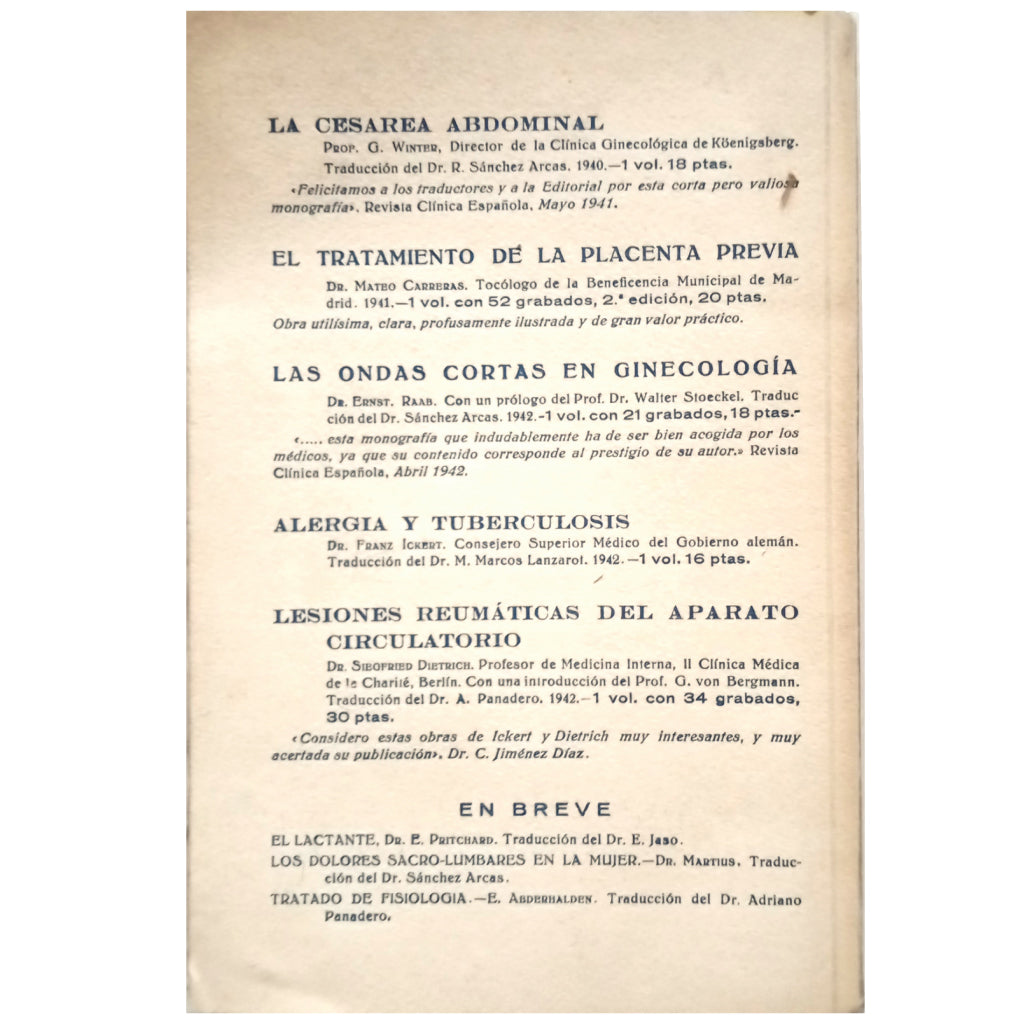 LA CESAREA ABDOMINAL
Prof. G. Winter, Director de la Clínica Ginecológica de Köenigsberg.
Traducción del Dr. R. Sánchez Arcas. 1940.—1 vol. 18 ptas.
«Felicitamos a los traductores y a la Editorial por esta corta pero valiosa
monografía». Revista Clínica Española, Mayo 1941.
EL TRATAMIENTO DE LA PLACENTA PREVIA
Dr. Mateo Carreras. Tocólogo de la Beneficencia Municipal de Ma-
drid. 1941.—1 vol. con 52 grabados, 2.ª edición, 20 ptas.
Obra utilísima, clara, profusamente ilustrada y de gran valor práctico.
LAS ONDAS CORTAS EN GINECOLOGÍA
Dr. Ernst. Raab. Con un prólogo del Prof. Dr. Walter Stoeckel. Traduc
ción del Dr. Sánchez Arcas. 1942.-1 vol. con 21 grabados, 18 ptas.-
«..... esta monografía que indudablemente ha de ser bien acogida por los
médicos, ya que su contenido corresponde al prestigio de su autor.» Revista
Clínica Española, Abril 1942.
ALERGIA Y TUBERCULOSIS
Dr. Franz Ickert. Consejero Superior Médico del Gobierno alemán.
Traducción del Dr. M. Marcos Lanzarot. 1942.—1 vol. 16 ptas.
LESIONES REUMÁTICAS DEL APARATO
CIRCULATORIO
Dr. Siegfried Dietrich. Profesor de Medicina Interna, II Clínica Médica
de la Charité, Berlín. Con una introducción del Prof. G. von Bergmann.
Traducción del Dr. A. Panadero. 1942.—1 vol. con 34 grabados,
30 ptas.
«Considero estas obras de Ickert y Dietrich muy interesantes, y muy
acertada su publicación». Dr. C. Jiménez Díaz.
EN BREVE
EL LACTANTE, Dr. E. Pritchard. Traducción del Dr. E. Jaso.
LOS DOLORES SACRO-LUMBARES EN LA MUJER.—Dr. Martius. Traduc-
ción del Dr. Sánchez Arcas.
TRATADO DE FISIOLOGIA.—E. Abderhalden. Traducción del Dr. Adriano
Panadero.